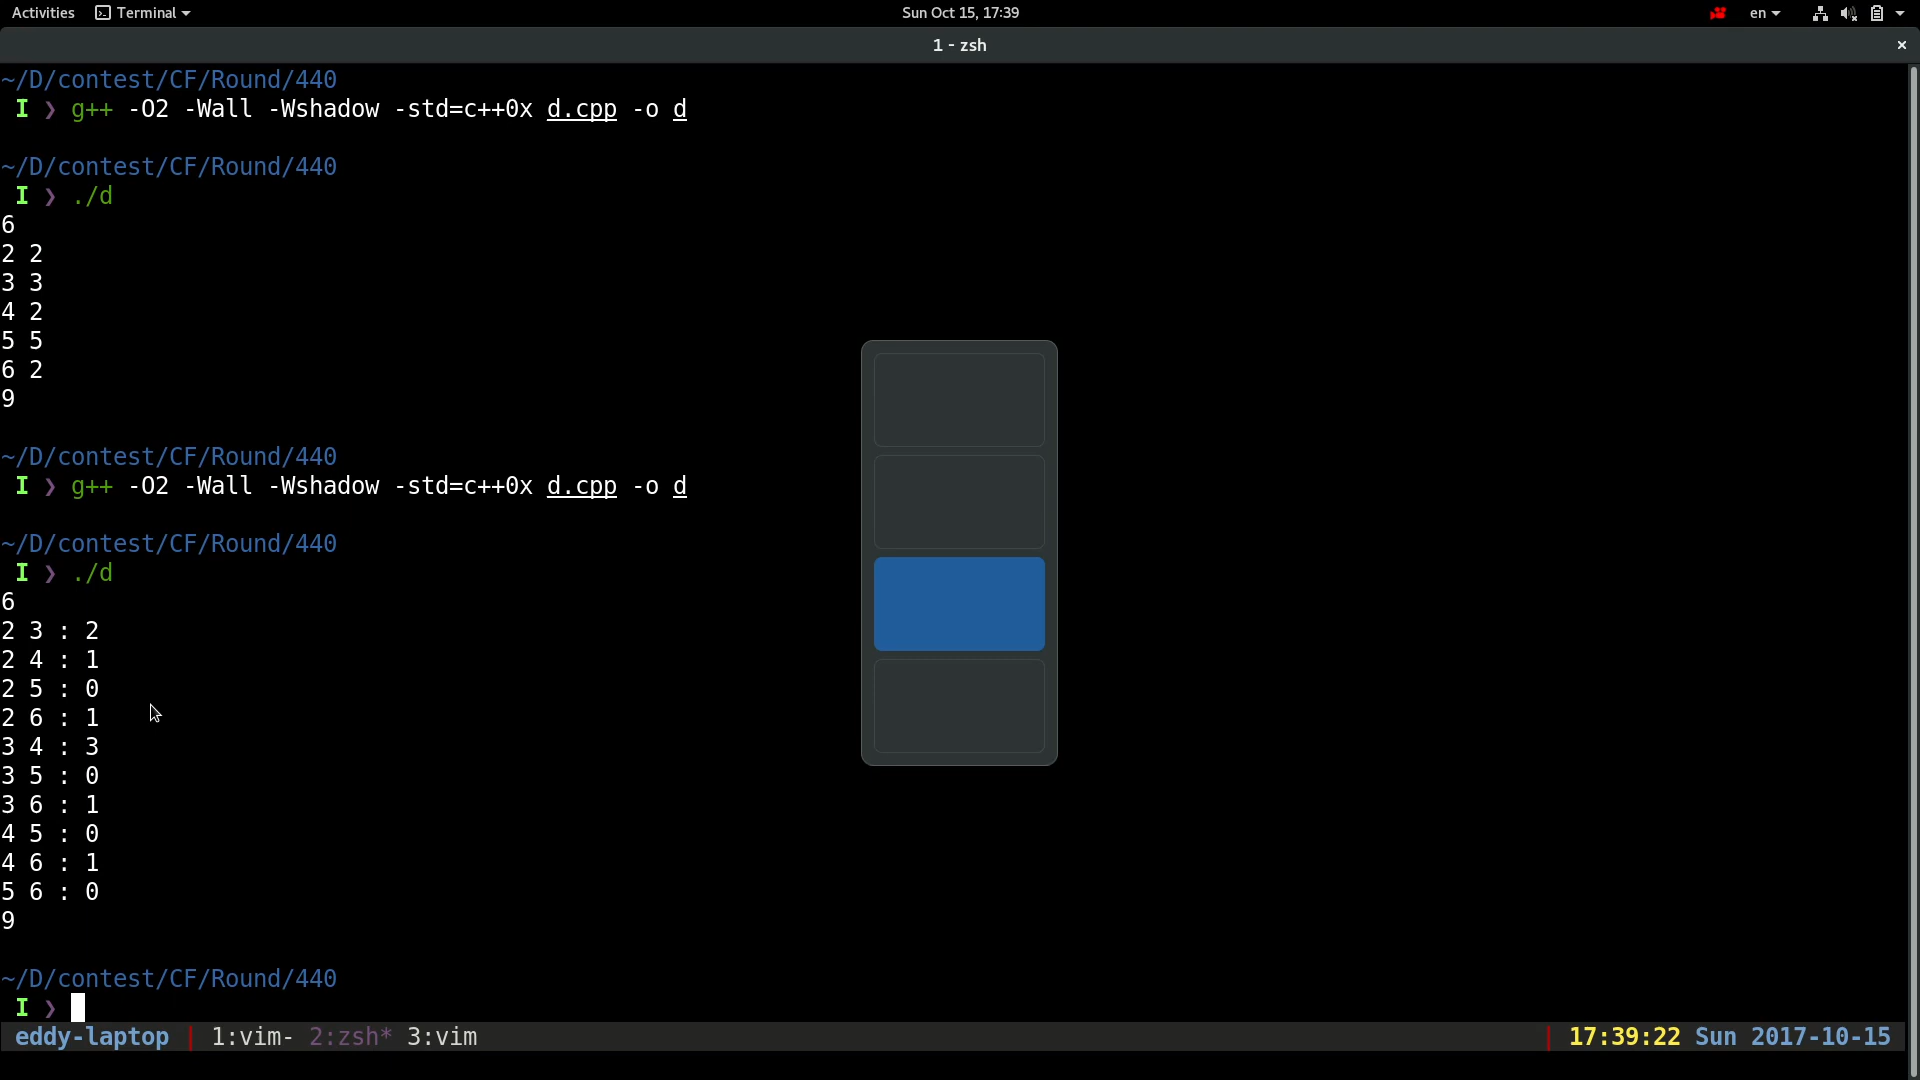 Activities Terminal Sun Oct 15, 17:39 en
1 - zsh
~/D/contest/CF/Round/440
I ❯ g++ -O2 -Wall -Wshadow -std=c++0x d.cpp -o d
~/D/contest/CF/Round/440
I ❯ ./d
6
2 2
3 3
4 2
5 5
6 2
9
~/D/contest/CF/Round/440
I ❯ g++ -O2 -Wall -Wshadow -std=c++0x d.cpp -o d
~/D/contest/CF/Round/440
I ❯ ./d
6
2 3 : 2
2 4 : 1
2 5 : 0
2 6 : 1
3 4 : 3
3 5 : 0
3 6 : 1
4 5 : 0
4 6 : 1
5 6 : 0
9
~/D/contest/CF/Round/440
I ❯
eddy-laptop | 1:vim- 2:zsh* 3:vim | 17:39:22 Sun 2017-10-15